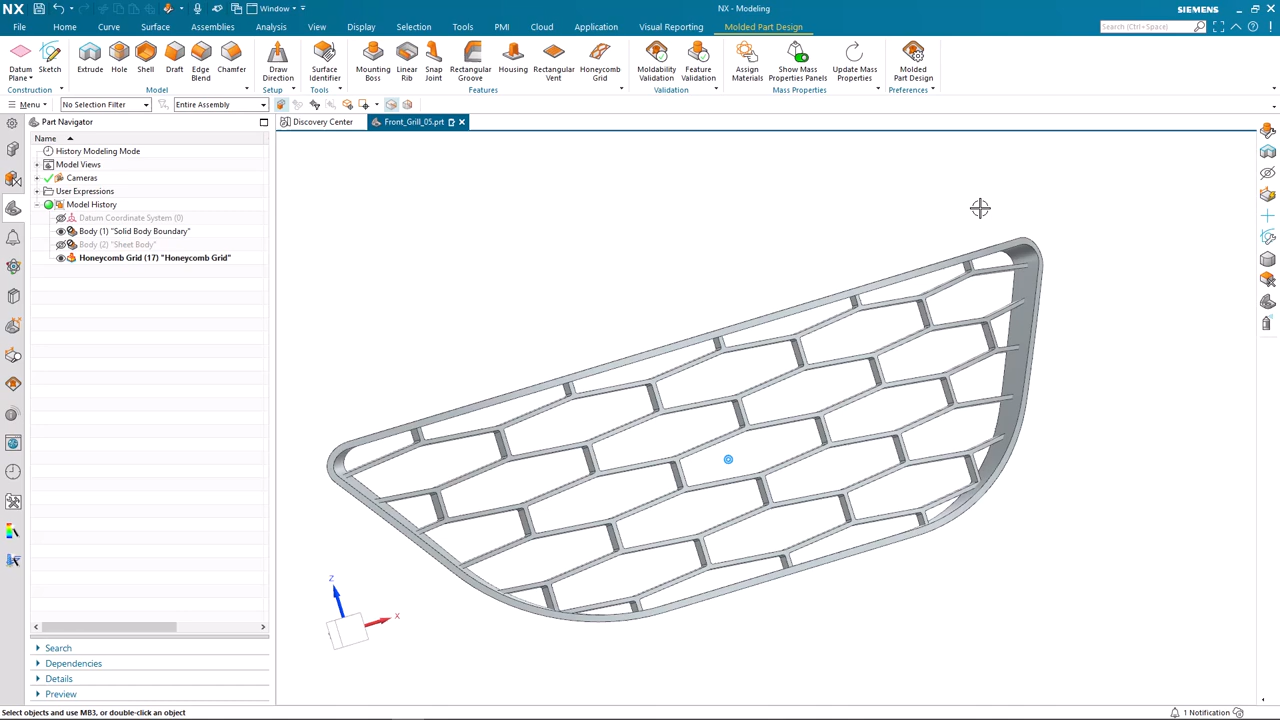 NX
Window
NX - Modeling
SIEMENS
File
Home
Curve
Surface
Assemblies
Analysis
View
Display
Selection
Tools
PMI
Cloud
Application
Visual Reporting
Molded Part Design
Search (Ctrl+Space)
Datum Plane
Sketch
Extrude
Hole
Shell
Draft
Edge Blend
Chamfer
Draw Direction
Surface Identifier
Mounting Boss
Linear Rib
Snap Joint
Rectangular Groove
Housing
Rectangular Vent
Honeycomb Grid
Moldability Validation
Feature Validation
Assign Materials
Show Mass Properties Panels
Update Mass Properties
Molded Part Design
Construction
Model
Setup
Tools
Features
Validation
Mass Properties
Preferences
Menu
No Selection Filter
Entire Assembly
Part Navigator
Discovery Center
Front_Grill_05.prt
Name
History Modeling Mode
Model Views
Cameras
User Expressions
Model History
Datum Coordinate System (0)
Body (1) "Solid Body Boundary"
Body (2) "Sheet Body"
Honeycomb Grid (17) "Honeycomb Grid"
Z
X
Search
Dependencies
Details
Preview
Select objects and use MB3, or double-click an object
1 Notification